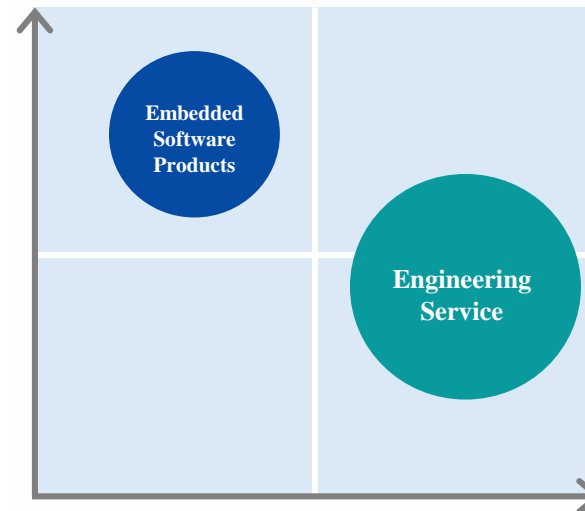 Embedded
Software
Products
Engineering
Service